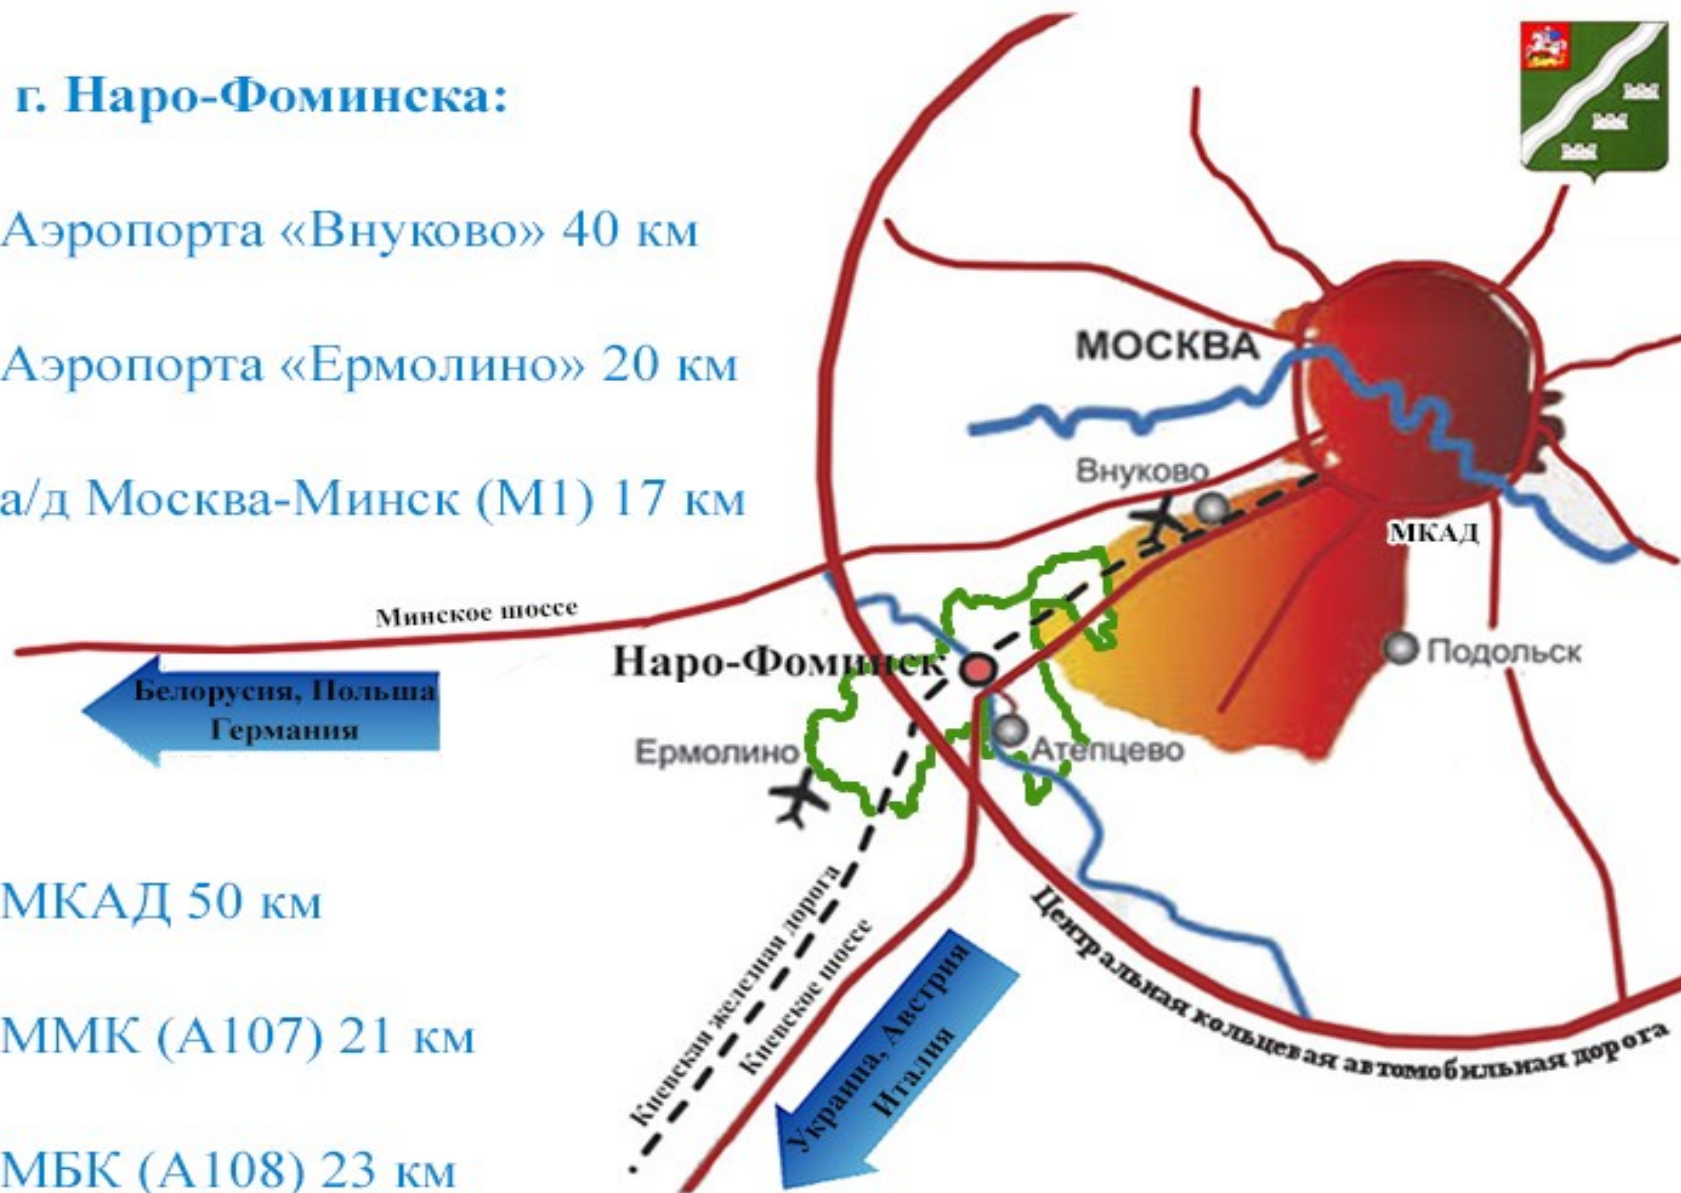 г. Наро-Фоминска:
Аэропорта «Внуково» 40 км
Аэропорта «Ермолино» 20 км
а/д Москва-Минск (М1) 17 км
МКАД 50 км
ММК (А107) 21 км
МБК (А108) 23 км
МОСКВА
Внуково
МКАД
Минское шоссе
Наро-Фоминск
Подольск
Белорусия, Польша
Германия
Ермолино
Атепцево
Киевская железная дорога
Киевское шоссе
Украина, Австрия
Италия
Центральная кольцевая автомобильная дорога